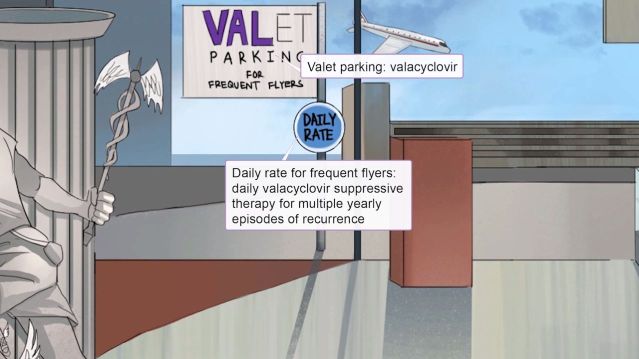 VALET
PARKING
FOR
FREQUENT FLYERS
Valet parking: valacyclovir
DAILY
RATE
Daily rate for frequent flyers:
daily valacyclovir suppressive
therapy for multiple yearly
episodes of recurrence